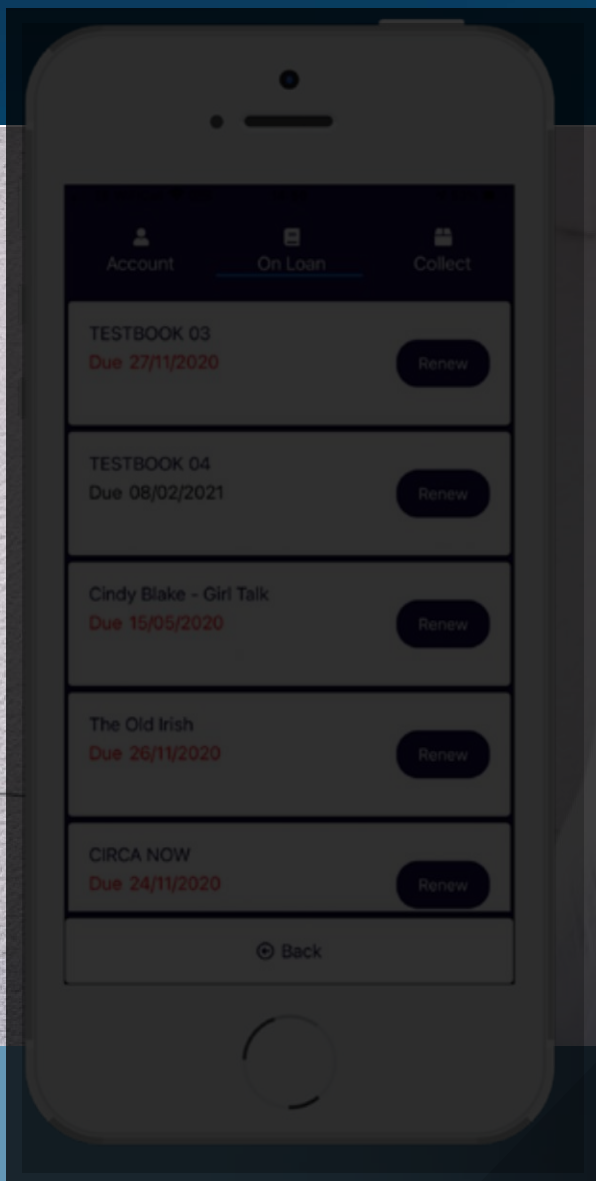 Account
On Loan
Collect
TESTBOOK 03
Due 27/11/2020
Renew
TESTBOOK 04
Due 08/02/2021
Renew
Cindy Blake - Girl Talk
Due 15/05/2020
Renew
The Old Irish
Due 26/11/2020
Renew
CIRCA NOW
Due 24/11/2020
Renew
Back